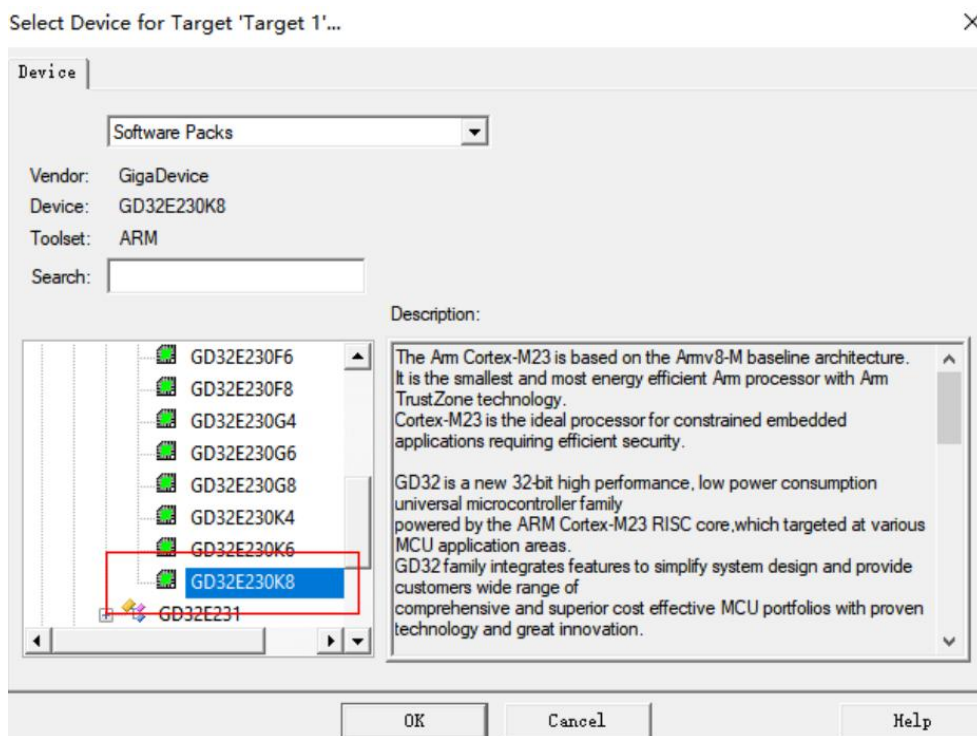 Select Device for Target 'Target 1'...
Device
Software Packs
Vendor: GigaDevice
Device: GD32E230K8
Toolset: ARM
Search:
Description:
GD32E230F6
GD32E230F8
GD32E230G4
GD32E230G6
GD32E230G8
GD32E230K4
GD32E230K6
GD32E230K8
GD32E231
The Arm Cortex-M23 is based on the Armv8-M baseline architecture.
It is the smallest and most energy efficient Arm processor with Arm
TrustZone technology.
Cortex-M23 is the ideal processor for constrained embedded
applications requiring efficient security.
GD32 is a new 32-bit high performance, low power consumption
universal microcontroller family
powered by the ARM Cortex-M23 RISC core,which targeted at various
MCU application areas.
GD32 family integrates features to simplify system design and provide
customers wide range of
comprehensive and superior cost effective MCU portfolios with proven
technology and great innovation.
OK
Cancel
Help